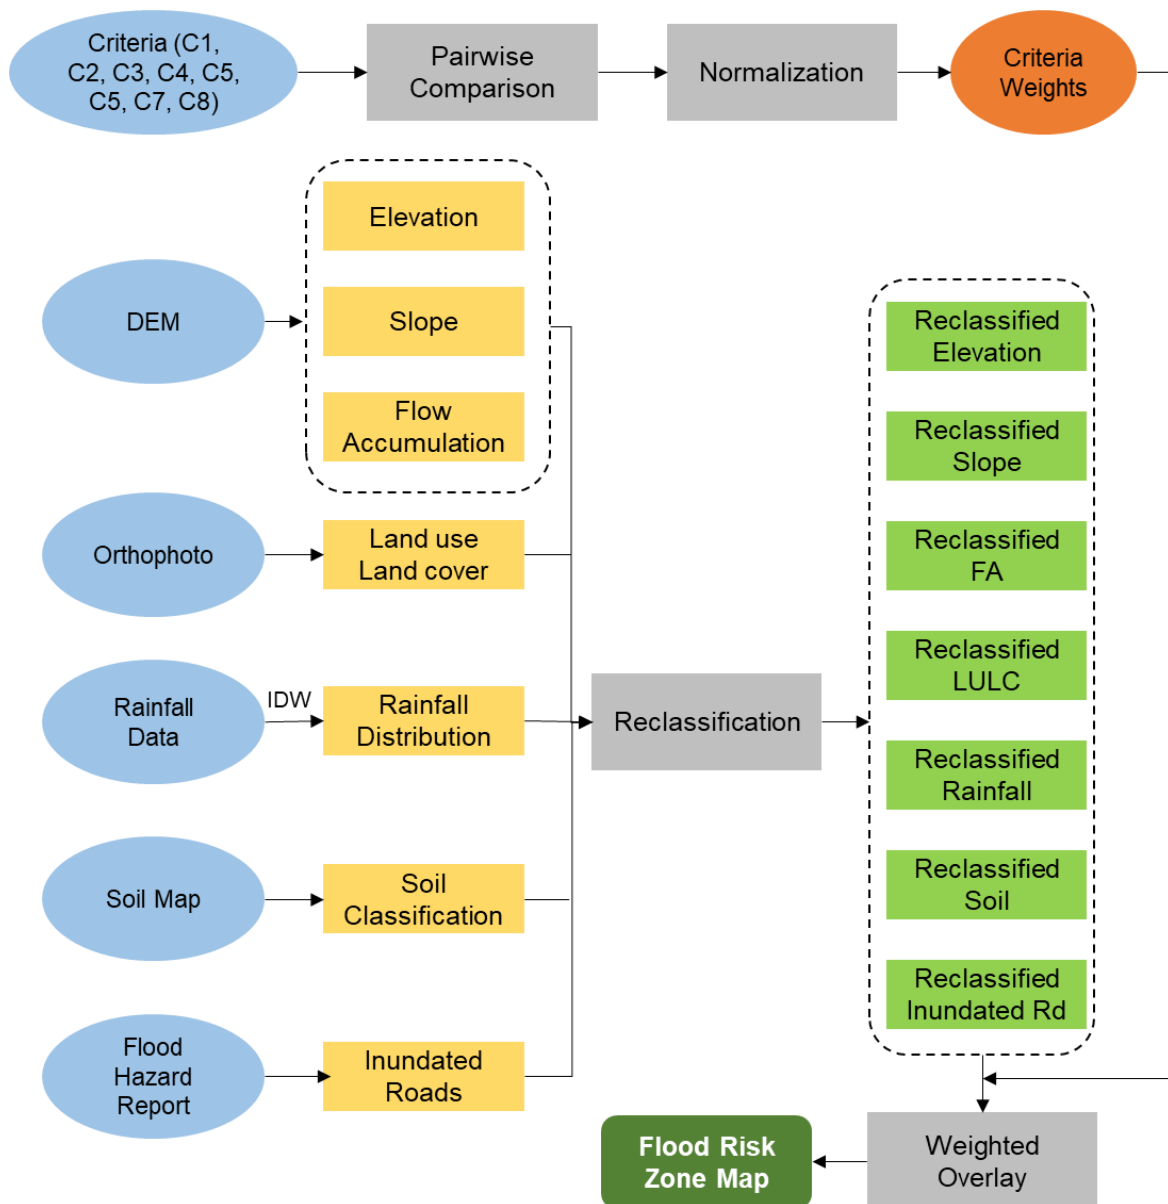 Criteria (C1,
C2, C3, C4, C5,
C5, C7, C8)
Pairwise
Comparison
Normalization
Criteria
Weights
Elevation
DEM
Slope
Flow
Accumulation
Orthophoto
Land use
Land cover
Rainfall
Data
IDW
Rainfall
Distribution
Soil Map
Soil
Classification
Flood
Hazard
Report
Inundated
Roads
Reclassification
Reclassified
Elevation
Reclassified
Slope
Reclassified
FA
Reclassified
LULC
Reclassified
Rainfall
Reclassified
Soil
Reclassified
Inundated Rd
Weighted
Overlay
Flood Risk
Zone Map